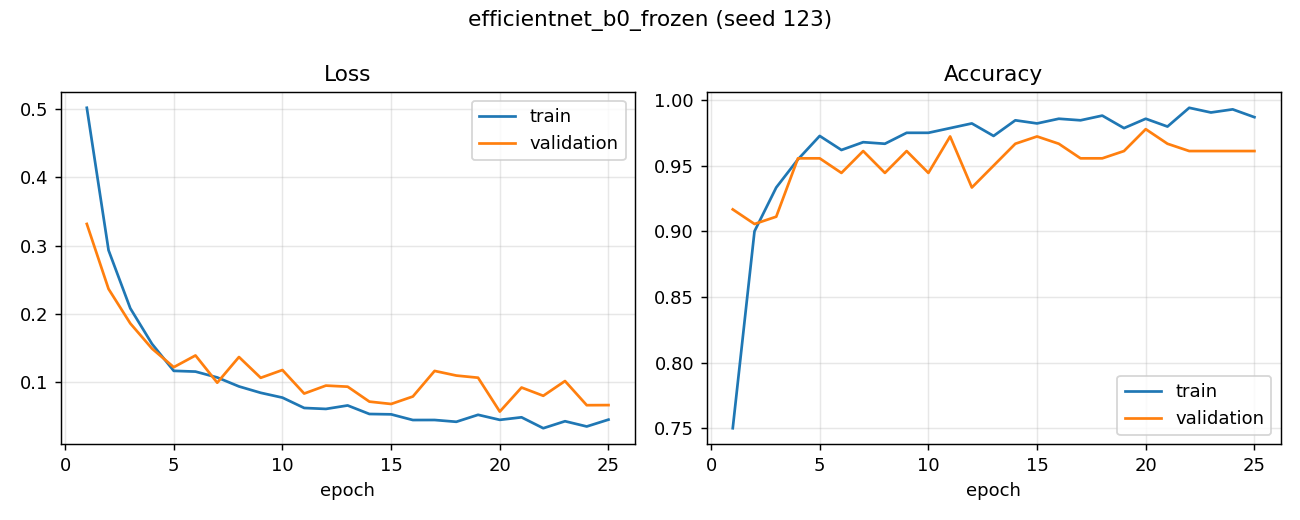 efficientnet_b0_frozen (seed 123)
Loss
0.5
0.4
0.3
0.2
0.1
0
5
10
15
20
25
epoch
train
validation
Accuracy
1.00
0.95
0.90
0.85
0.80
0.75
0
5
10
15
20
25
epoch
train
validation